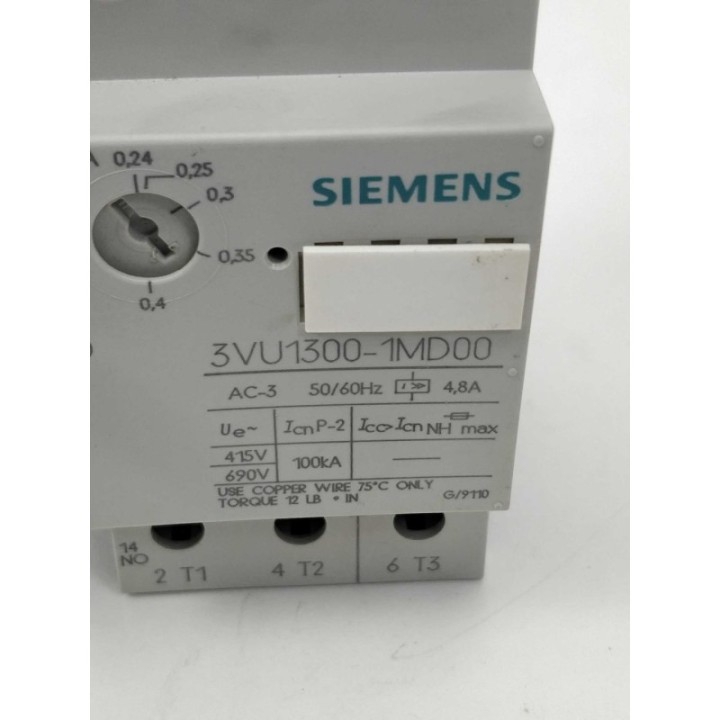 A 0,24
0,25
0,3
0,35
0,4
SIEMENS
3VU1300-1MD00
AC-3 50/60Hz I>> 4,8A
Ue~ IcnP-2 Icc>Icn NH max
415V
690V 100kA
USE COPPER WIRE 75°C ONLY
TORQUE 12 LB • IN G/9110
14
NO
2 T1 4 T2 6 T3